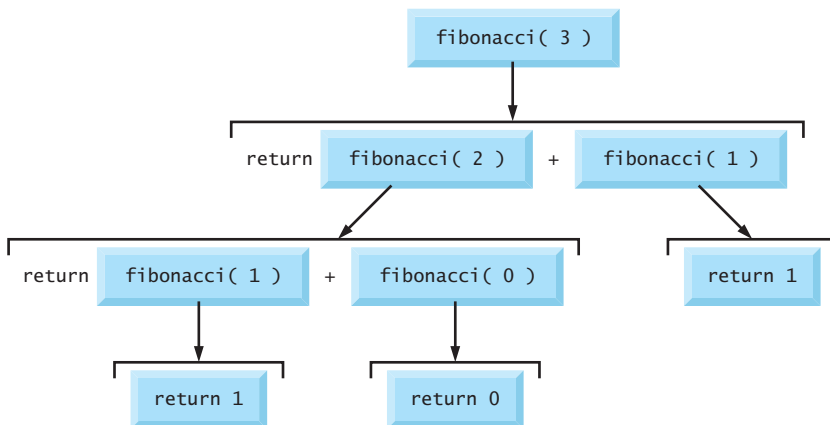 fibonacci( 3 )
return fibonacci( 2 ) + fibonacci( 1 )
return fibonacci( 1 ) + fibonacci( 0 ) return 1
return 1 return 0